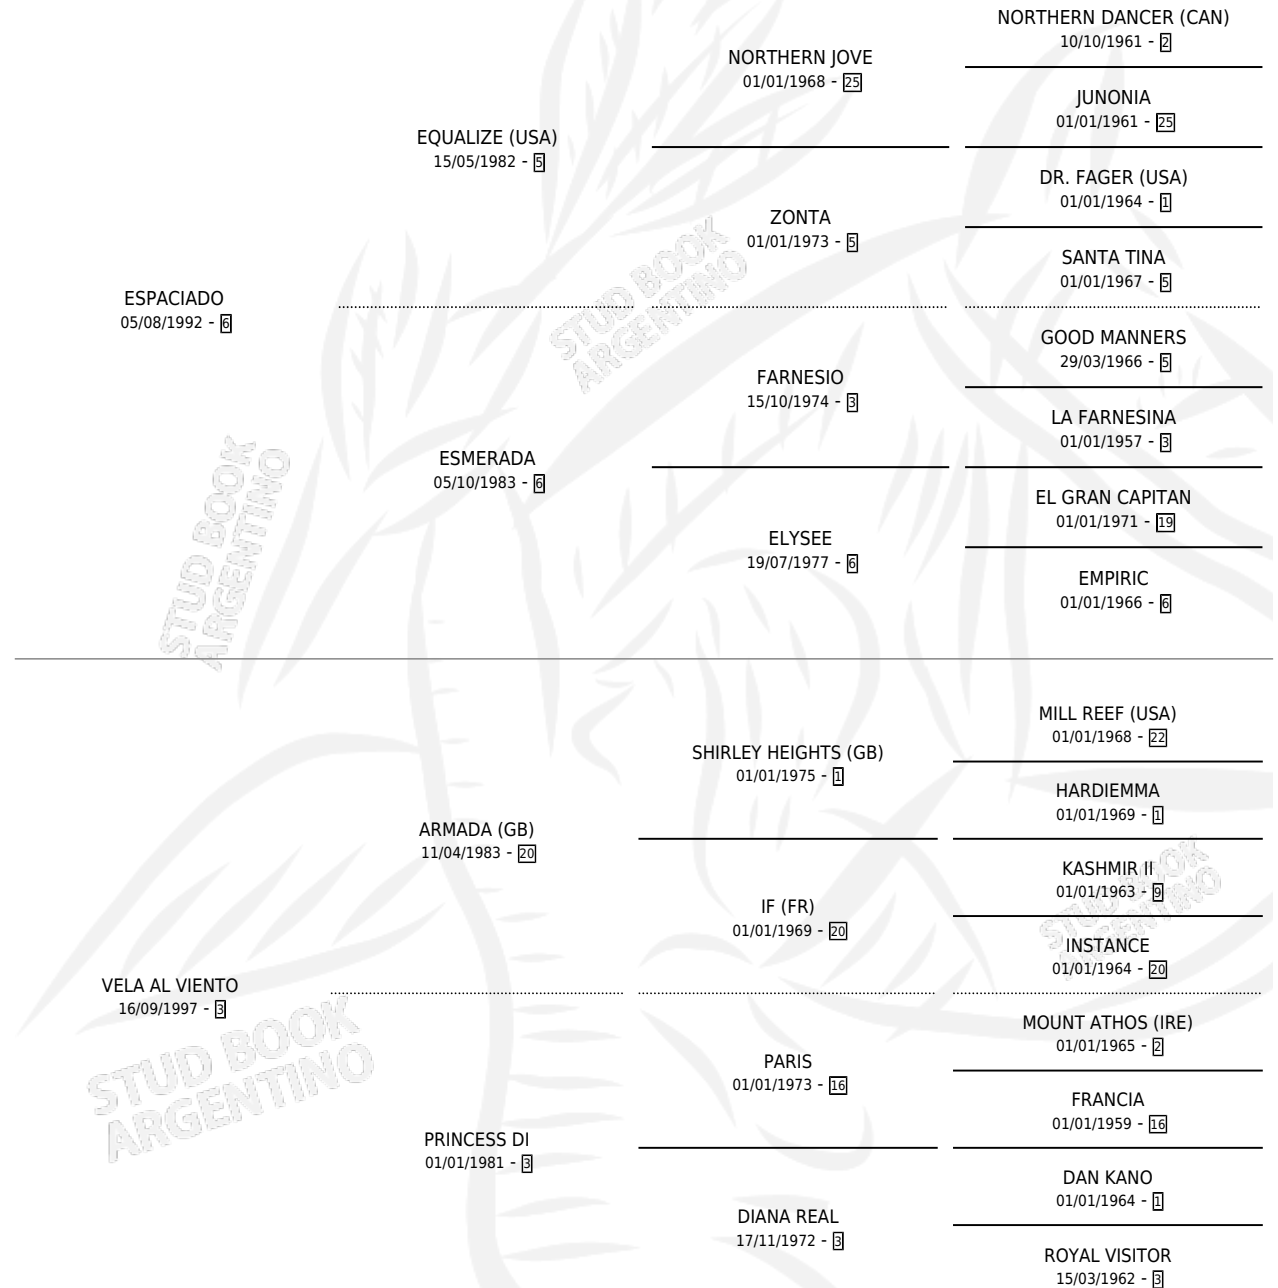 NORTHERN DANCER (CAN)
10/10/1961 - 2
NORTHERN JOVE
01/01/1968 - 25
JUNONIA
01/01/1961 - 25
EQUALIZE (USA)
15/05/1982 - 5
DR. FAGER (USA)
01/01/1964 - 1
ZONTA
01/01/1973 - 5
SANTA TINA
01/01/1967 - 5
ESPACIADO
05/08/1992 - 6
STUD BOOK
ARGENTINO
GOOD MANNERS
29/03/1966 - 5
FARNESIO
15/10/1974 - 3
LA FARNESINA
01/01/1957 - 3
ESMERADA
05/10/1983 - 6
EL GRAN CAPITAN
01/01/1971 - 19
ELYSEE
19/07/1977 - 6
EMPIRIC
01/01/1966 - 6
STUD BOOK
ARGENTINO
MILL REEF (USA)
01/01/1968 - 22
SHIRLEY HEIGHTS (GB)
01/01/1975 - 1
HARDIEMMA
01/01/1969 - 1
ARMADA (GB)
11/04/1983 - 20
KASHMIR II
01/01/1963 - 9
IF (FR)
01/01/1969 - 20
INSTANCE
01/01/1964 - 20
STUD BOOK
ARGENTINO
VELA AL VIENTO
16/09/1997 - 3
STUD BOOK
ARGENTINO
MOUNT ATHOS (IRE)
01/01/1965 - 2
PARIS
01/01/1973 - 16
FRANCIA
01/01/1959 - 16
PRINCESS DI
01/01/1981 - 3
DAN KANO
01/01/1964 - 1
DIANA REAL
17/11/1972 - 3
ROYAL VISITOR
15/03/1962 - 3